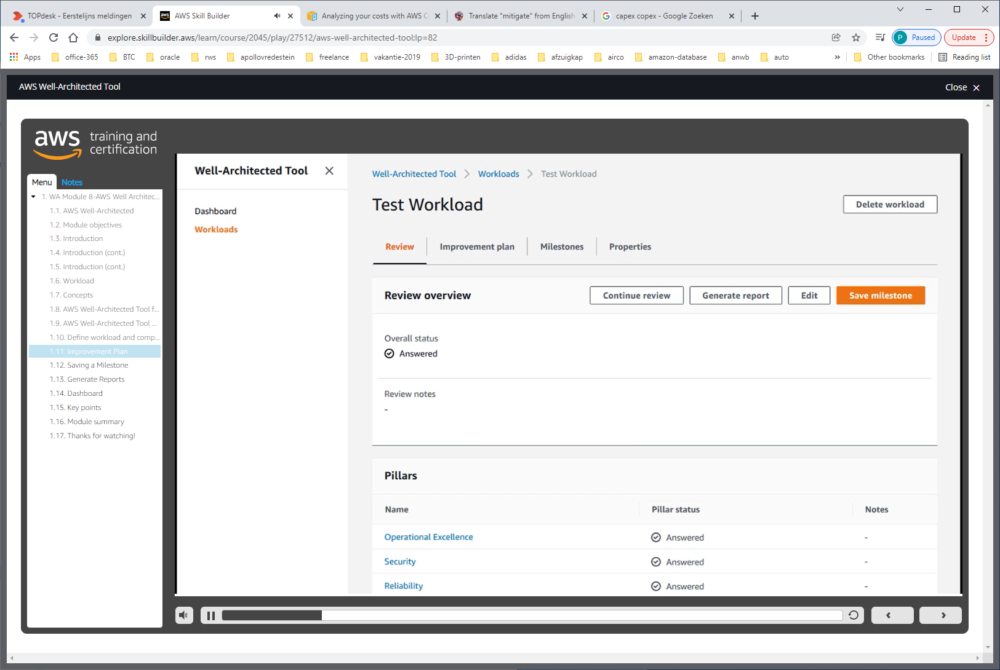 TOPdesk - Eerstelijns meldingen
AWS Skill Builder
Analyzing your costs with AWS C
Translate "mitigate" from English
capex copex - Google Zoeken
explore.skillbuilder.aws/learn/course/2045/play/27512/aws-well-architected-tool;lp=82
P Paused
Update
Apps
office-365
BTC
oracle
rws
apollovredestein
freelance
vakantie-2019
3D-printen
adidas
afzuigkap
airco
amazon-database
anwb
auto
»
Other bookmarks
Reading list
AWS Well-Architected Tool
Close
aws training and certification
Menu
Notes
1. WA Module 8-AWS Well Architec...
1.1. AWS Well-Architected
1.2. Module objectives
1.3. Introduction
1.4. Introduction (cont.)
1.5. Introduction (cont.)
1.6. Workload
1.7. Concepts
1.8. AWS Well-Architected Tool f...
1.9. AWS Well-Architected Tool ...
1.10. Define workload and comp...
1.11. Improvement Plan
1.12. Saving a Milestone
1.13. Generate Reports
1.14. Dashboard
1.15. Key points
1.16. Module summary
1.17. Thanks for watching!
Well-Architected Tool
Dashboard
Workloads
Well-Architected Tool > Workloads > Test Workload
Test Workload
Delete workload
Review
Improvement plan
Milestones
Properties
Review overview
Continue review
Generate report
Edit
Save milestone
Overall status
Answered
Review notes
-
Pillars
Name
Pillar status
Notes
Operational Excellence
Answered
-
Security
Answered
-
Reliability
Answered
-